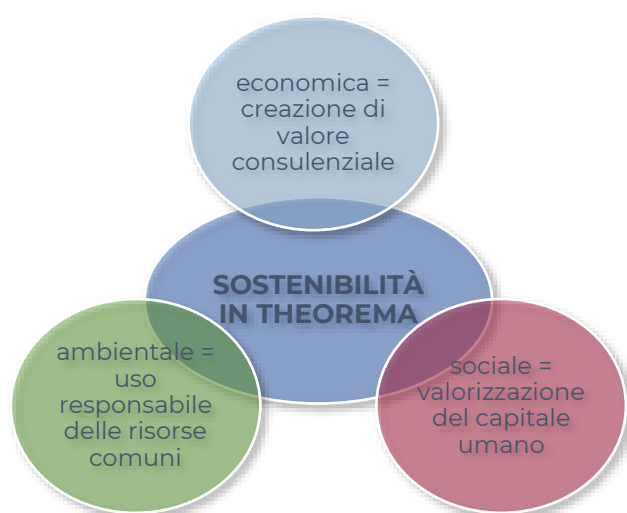 economica =
creazione di
valore
consulenziale
SOSTENIBILITÀ
IN THEOREMA
ambientale =
uso
responsabile
delle risorse
comuni
sociale =
valorizzazione
del capitale
umano